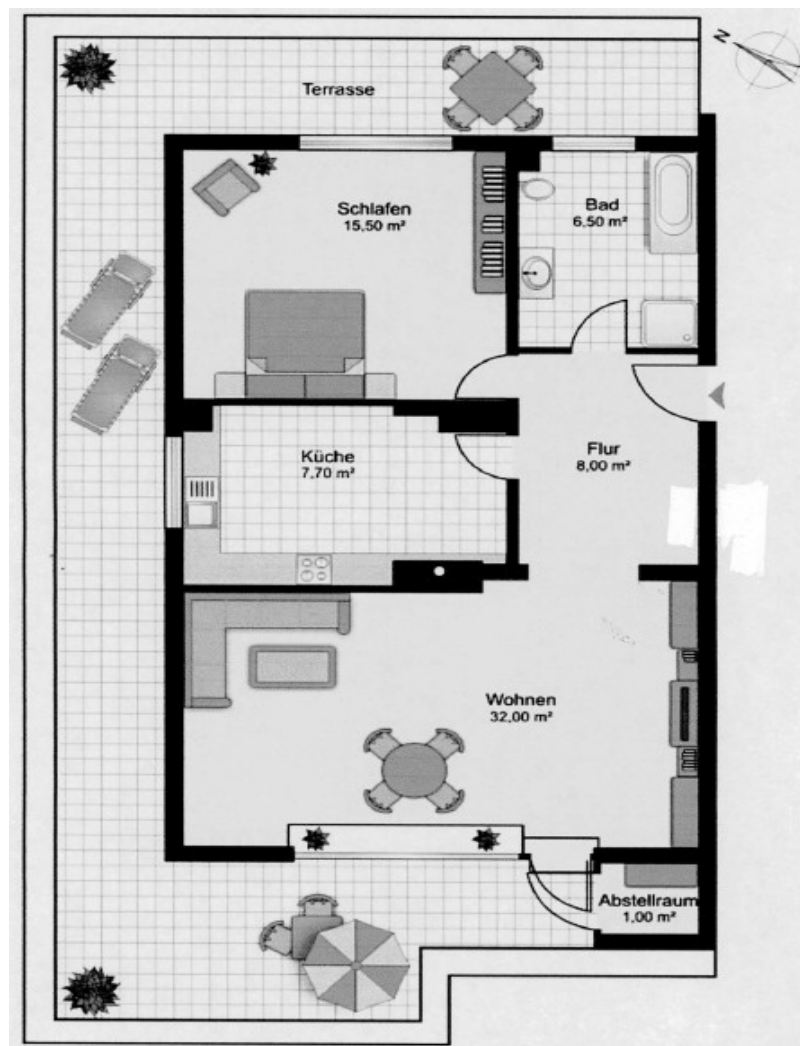 N
Terrasse
Schlafen
15,50 m²
Bad
6,50 m²
Küche
7,70 m²
Flur
8,00 m²
Wohnen
32,00 m²
Abstellraum
1,00 m²